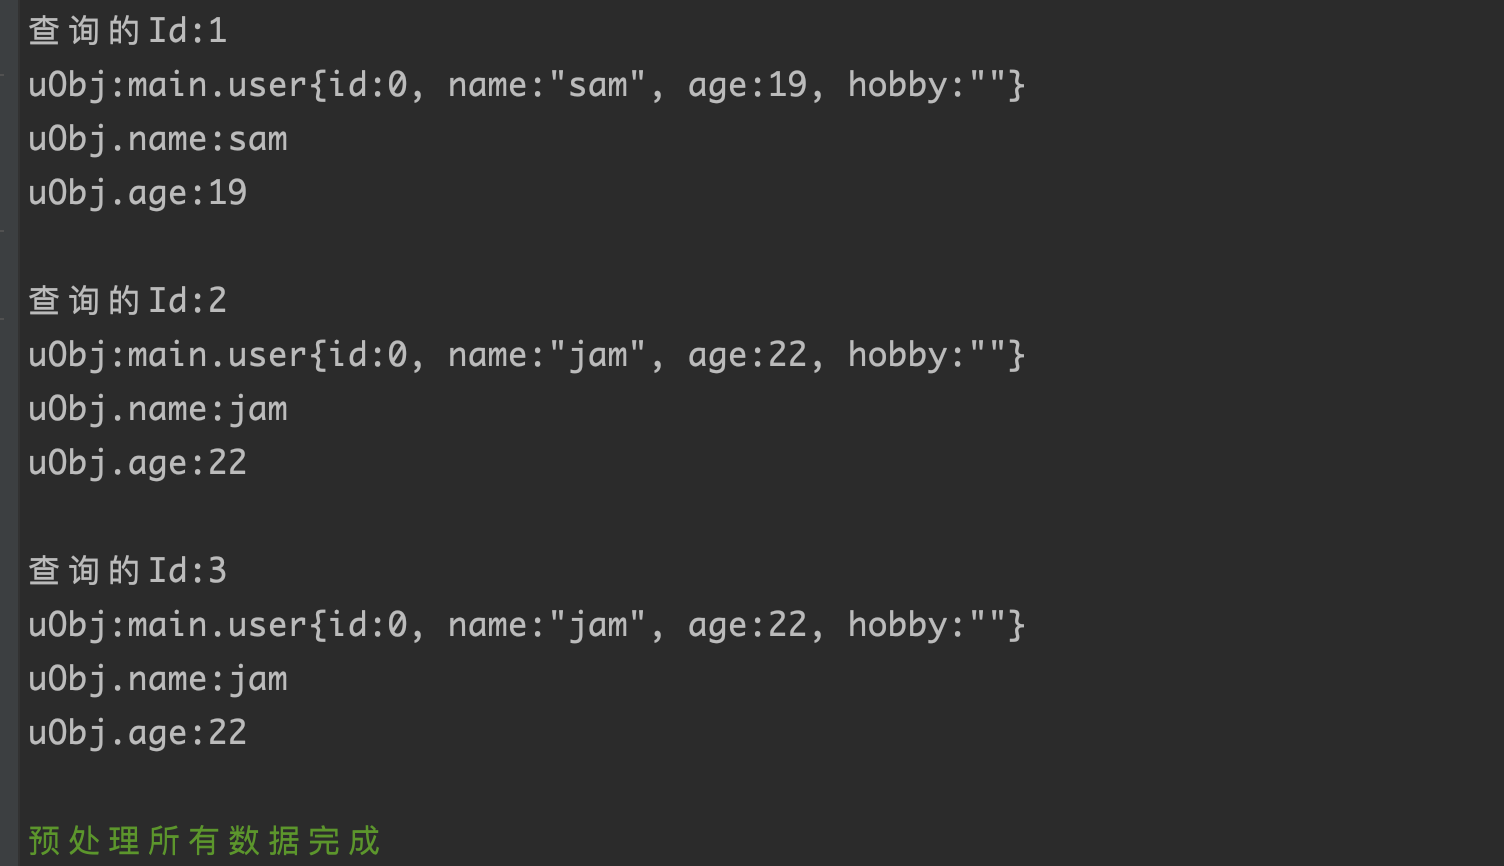 查询的Id:1
uObj:main.user{id:0, name:"sam", age:19, hobby:""}
uObj.name:sam
uObj.age:19
查询的Id:2
uObj:main.user{id:0, name:"jam", age:22, hobby:""}
uObj.name:jam
uObj.age:22
查询的Id:3
uObj:main.user{id:0, name:"jam", age:22, hobby:""}
uObj.name:jam
uObj.age:22
预处理所有数据完成